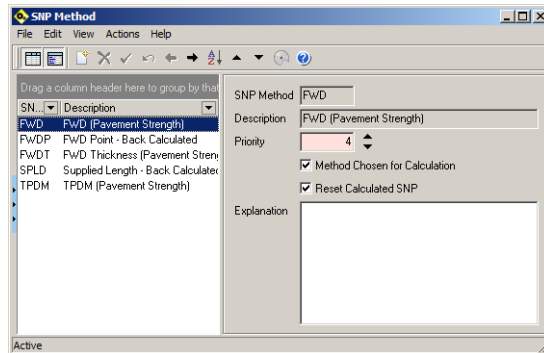 SNP Method
File Edit View Actions Help
Drag a column header here to group by that
SN... Description
FWD FWD (Pavement Strength)
FWDP FWD Point - Back Calculated
FWDT FWD Thickness (Pavement Stren
SPLD Supplied Length - Back Calculated
TPDM TPDM (Pavement Strength)
SNP Method FWD
Description FWD (Pavement Strength)
Priority 4
Method Chosen for Calculation
Reset Calculated SNP
Explanation
Active